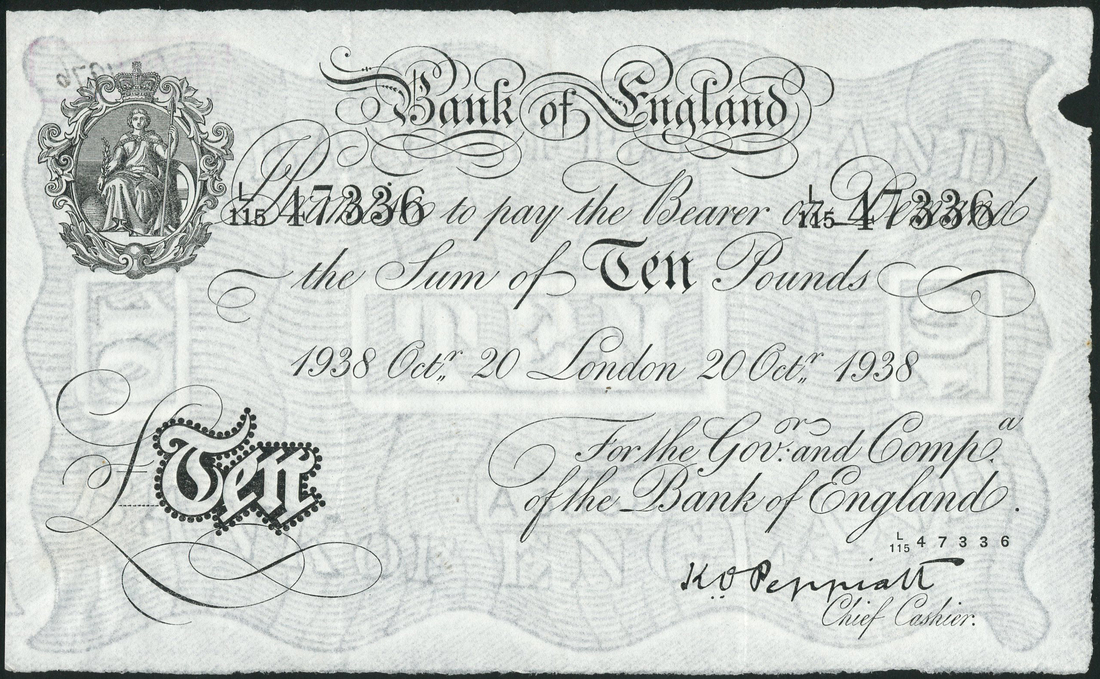 Bank of England
L/115 47336 to pay the Bearer on Demand L/115 47336
the Sum of Ten Pounds
1938 Octr. 20 London 20 Octr. 1938
For the Govr. and Compa.
of the Bank of England.
£ Ten
L/115 47336
K.O. Peppiatt
Chief Cashier.